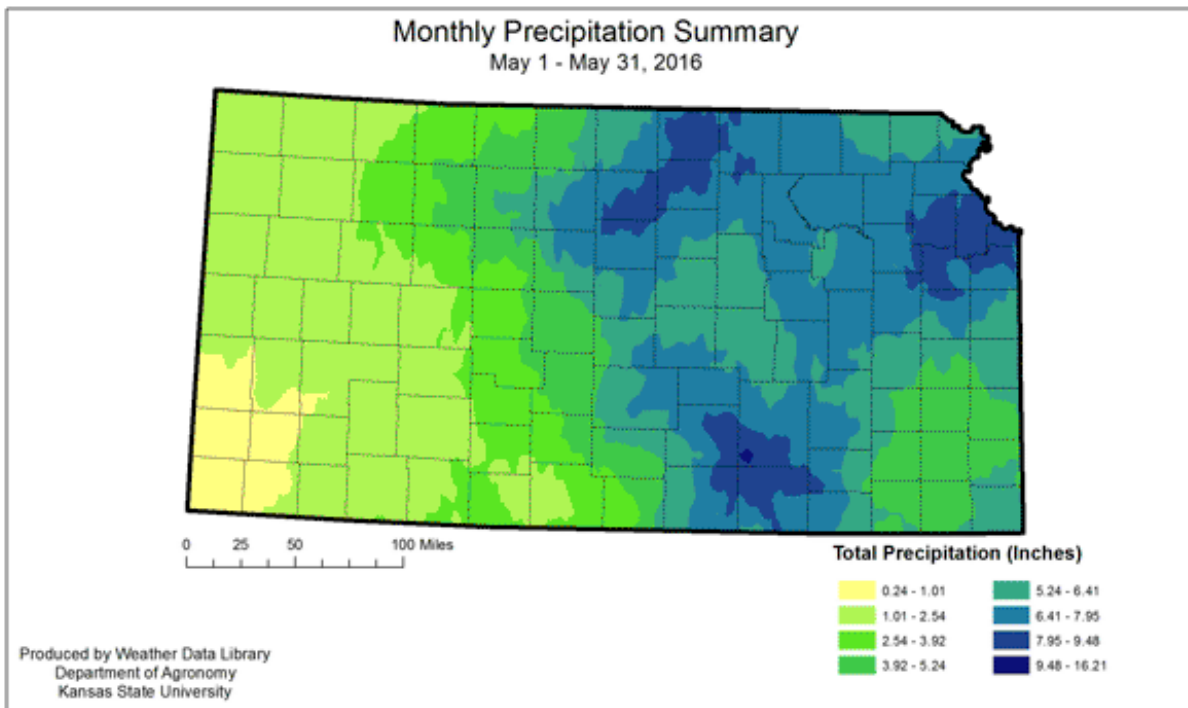 Monthly Precipitation Summary
May 1 - May 31, 2016
0 25 50 100 Miles
Total Precipitation (Inches)
0.24 - 1.01
1.01 - 2.54
2.54 - 3.92
3.92 - 5.24
5.24 - 6.41
6.41 - 7.95
7.95 - 9.48
9.48 - 16.21
Produced by Weather Data Library
Department of Agronomy
Kansas State University